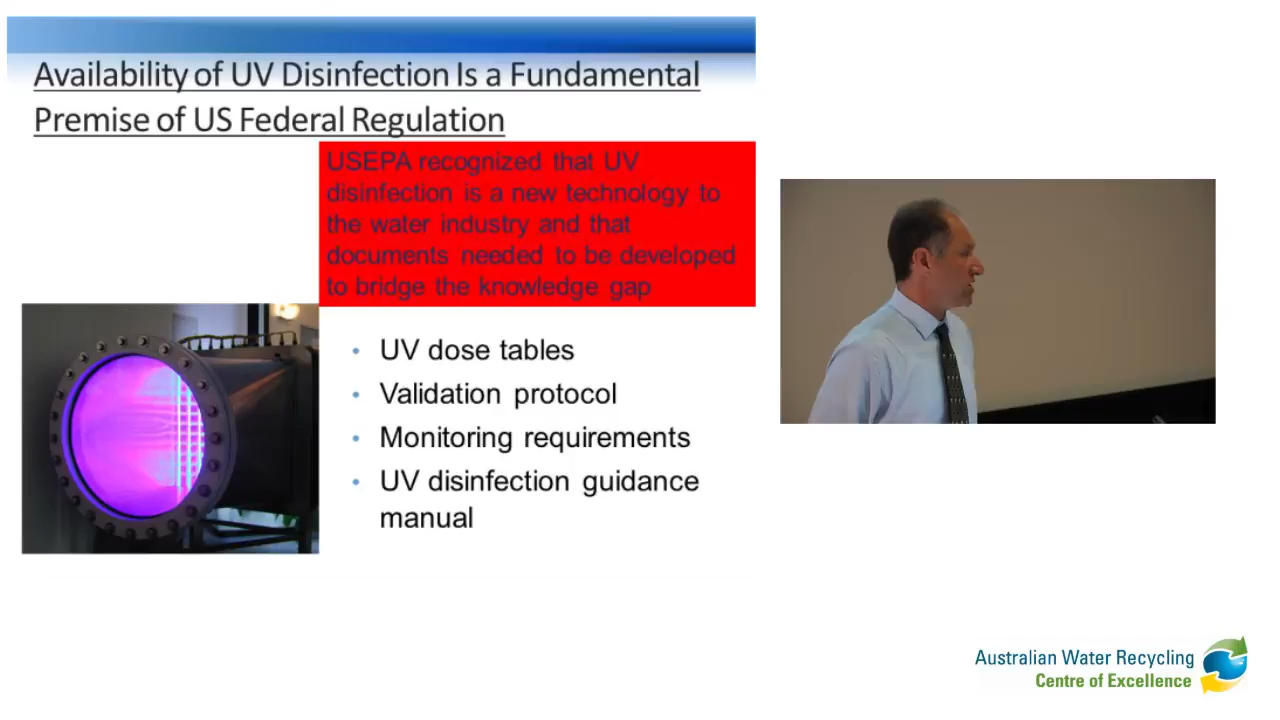 Availability of UV Disinfection Is a Fundamental
Premise of US Federal Regulation
USEPA recognized that UV
disinfection is a new technology to
the water industry and that
documents needed to be developed
to bridge the knowledge gap
• UV dose tables
• Validation protocol
• Monitoring requirements
• UV disinfection guidance
manual
Australian Water Recycling
Centre of Excellence